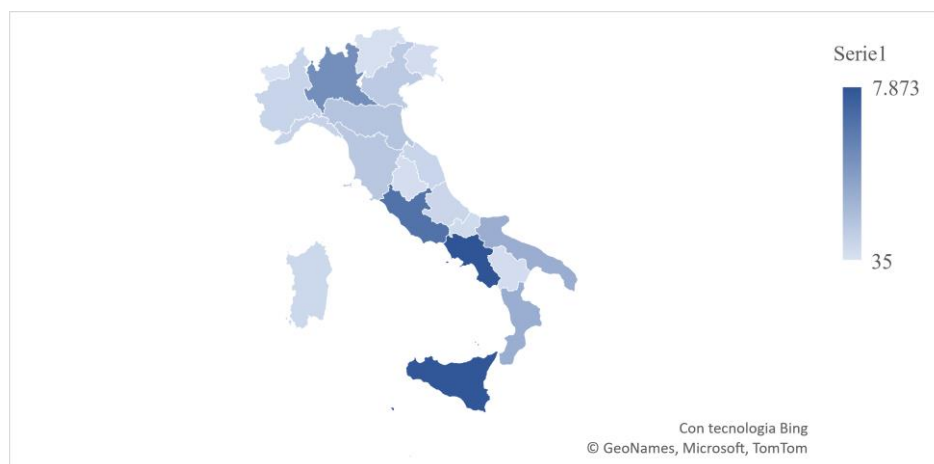 Serie1
7.873
35
Con tecnologia Bing
© GeoNames, Microsoft, TomTom